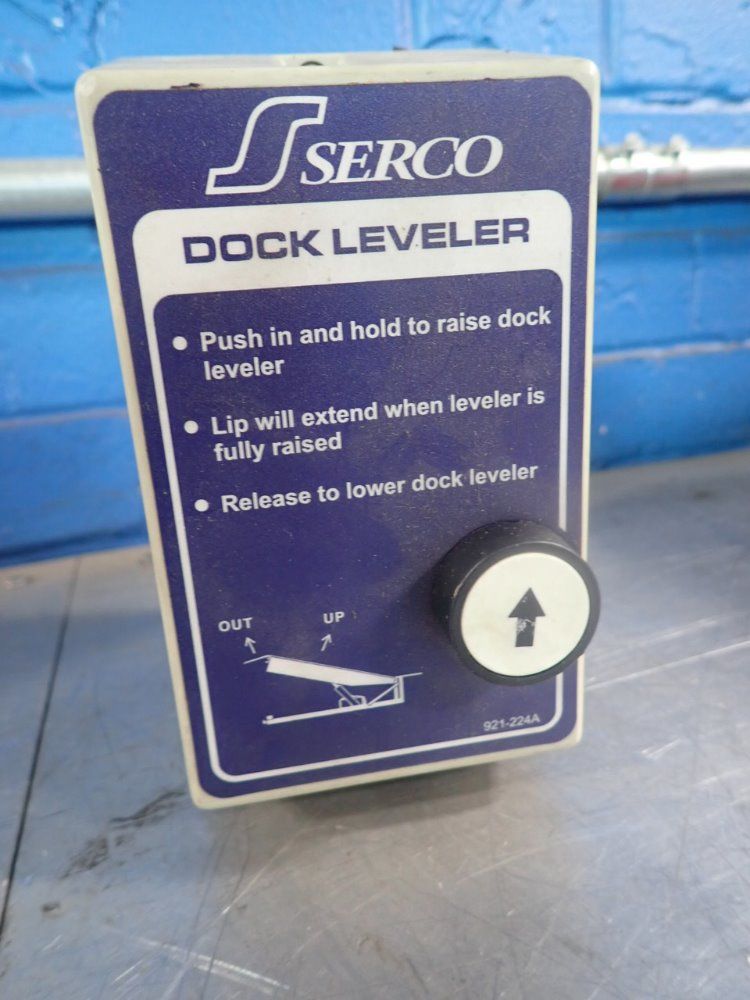 SERCO
DOCK LEVELER
• Push in and hold to raise dock
leveler
• Lip will extend when leveler is
fully raised
• Release to lower dock leveler
OUT UP
921-224A